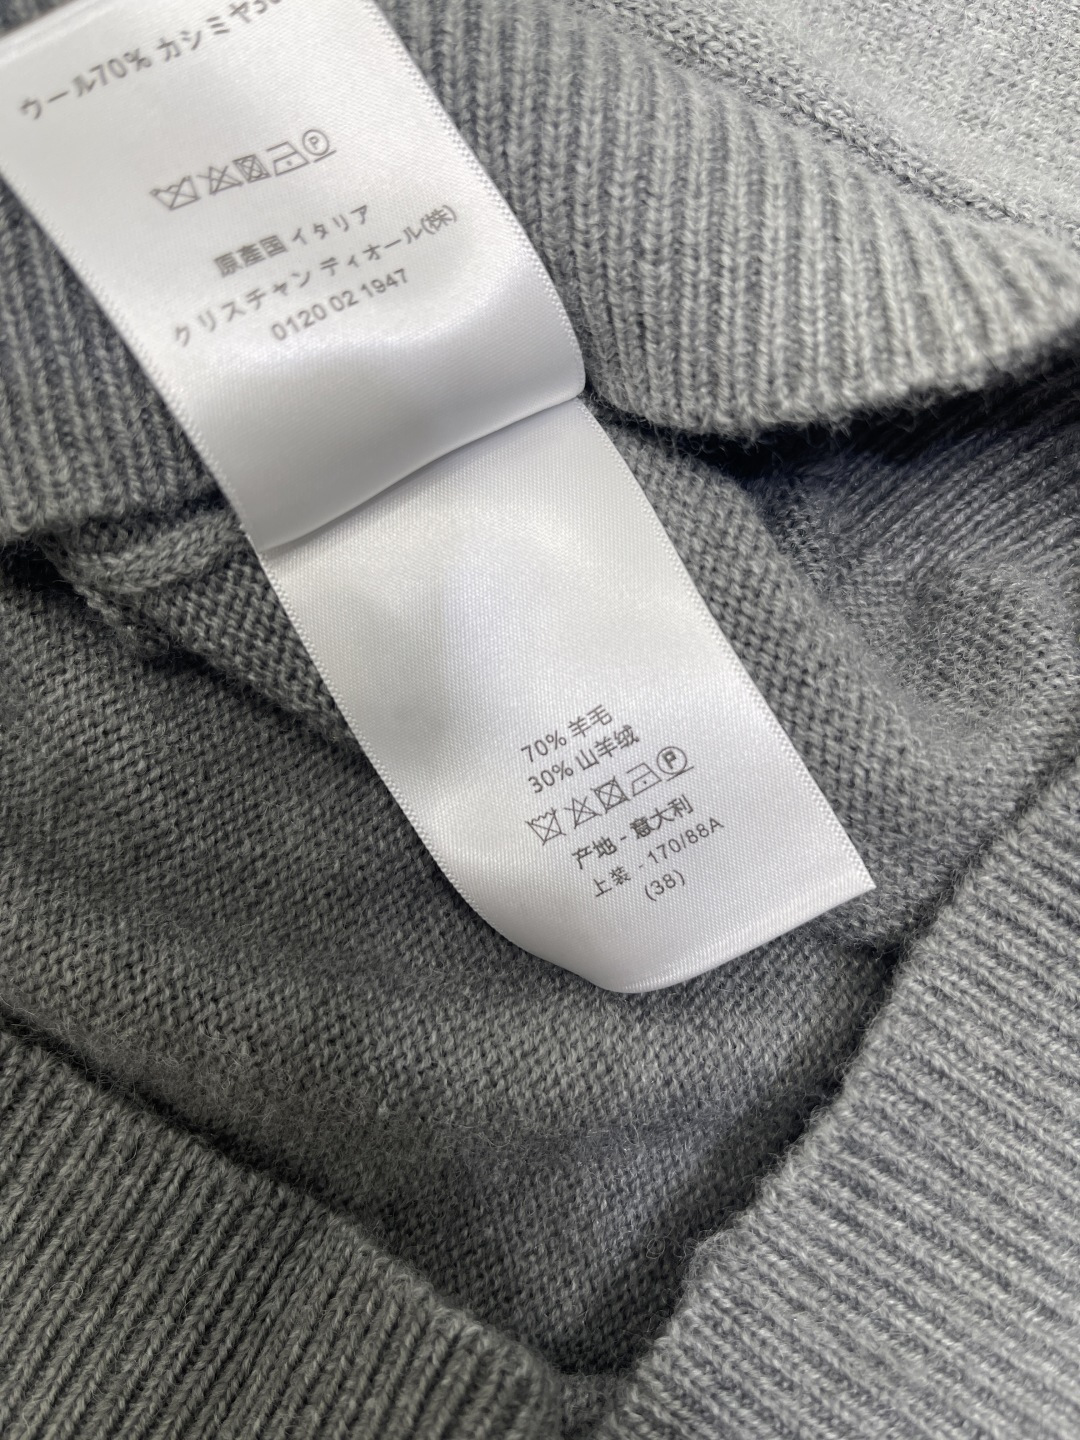 ウール70% カシミヤ30
P
原産国 イタリア
クリスチャン ディオール(株)
0120 02 1947
70% 羊毛
30% 山羊绒
P
产地 - 意大利
上装 - 170/88A
(38)